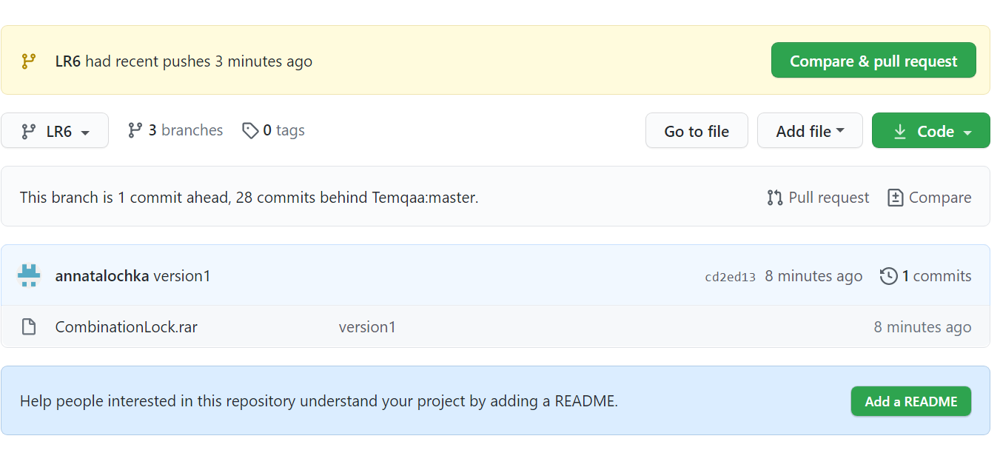 LR6 had recent pushes 3 minutes ago
Compare & pull request
LR6
3 branches
0 tags
Go to file
Add file
Code
This branch is 1 commit ahead, 28 commits behind Temqaa:master.
Pull request
Compare
annatalochka version1
cd2ed13 8 minutes ago
1 commits
CombinationLock.rar
version1
8 minutes ago
Help people interested in this repository understand your project by adding a README.
Add a README